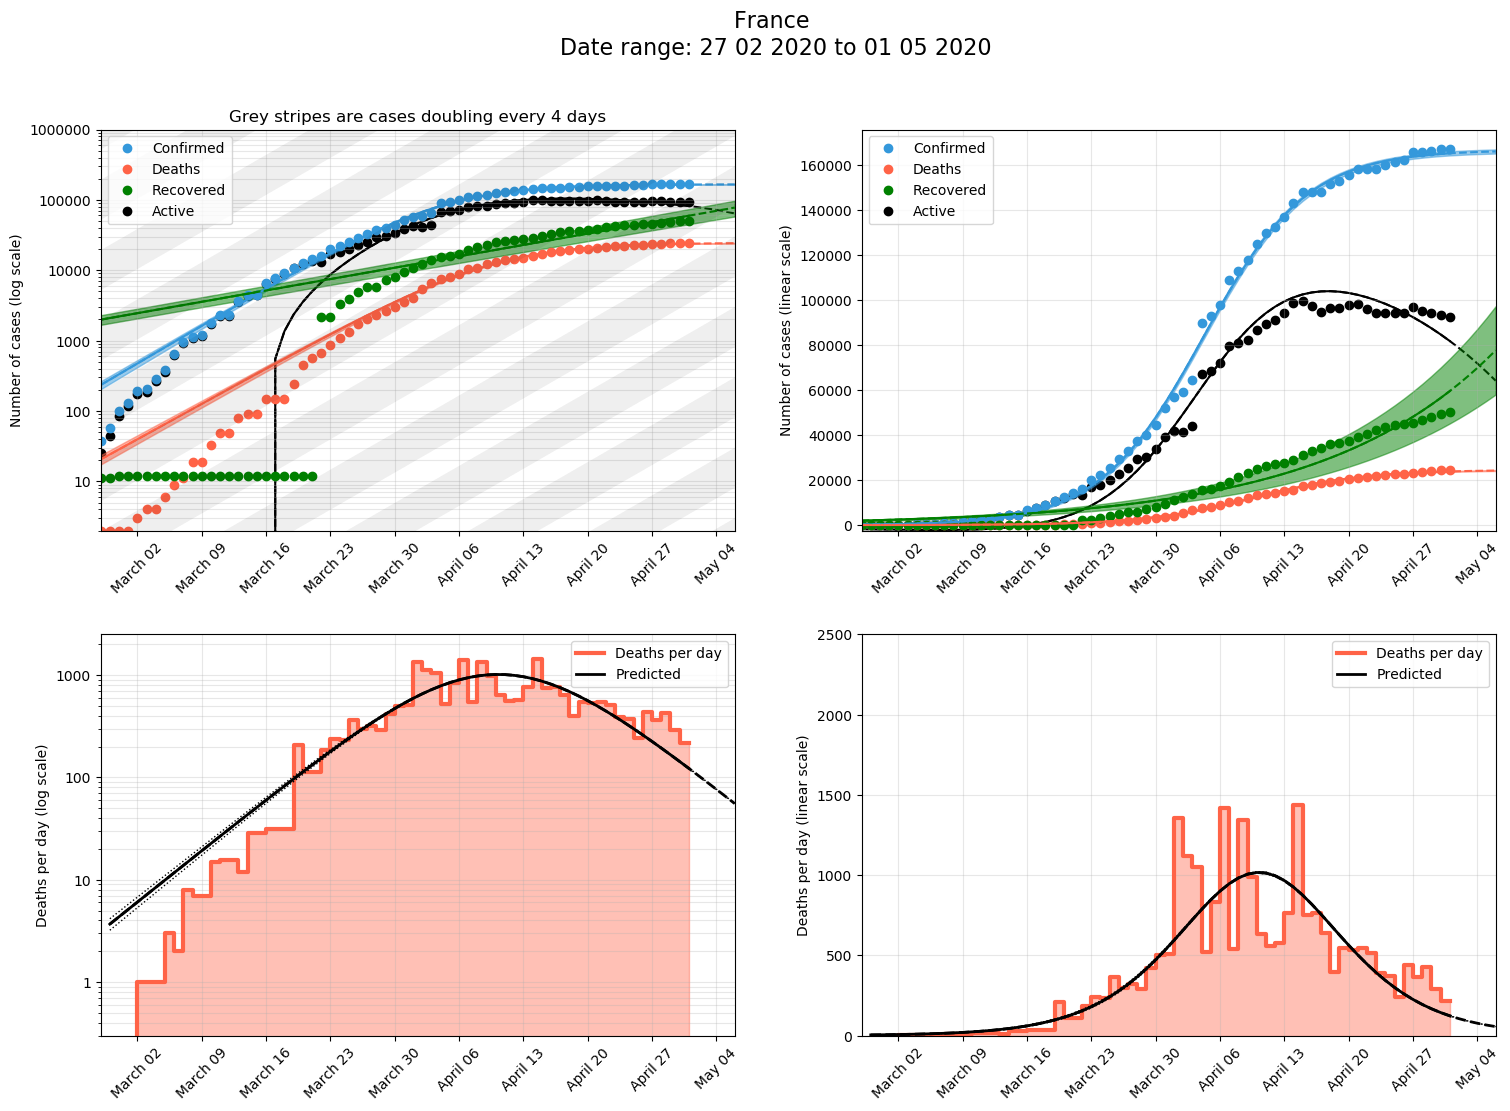 France
Date range: 27 02 2020 to 01 05 2020
Grey stripes are cases doubling every 4 days
Number of cases (log scale)
1000000
100000
10000
1000
100
10
Confirmed
Deaths
Recovered
Active
March 02
March 09
March 16
March 23
March 30
April 06
April 13
April 20
April 27
May 04
Number of cases (linear scale)
160000
140000
120000
100000
80000
60000
40000
20000
0
Confirmed
Deaths
Recovered
Active
March 02
March 09
March 16
March 23
March 30
April 06
April 13
April 20
April 27
May 04
Deaths per day (log scale)
1000
100
10
1
Deaths per day
Predicted
March 02
March 09
March 16
March 23
March 30
April 06
April 13
April 20
April 27
May 04
Deaths per day (linear scale)
2500
2000
1500
1000
500
0
Deaths per day
Predicted
March 02
March 09
March 16
March 23
March 30
April 06
April 13
April 20
April 27
May 04